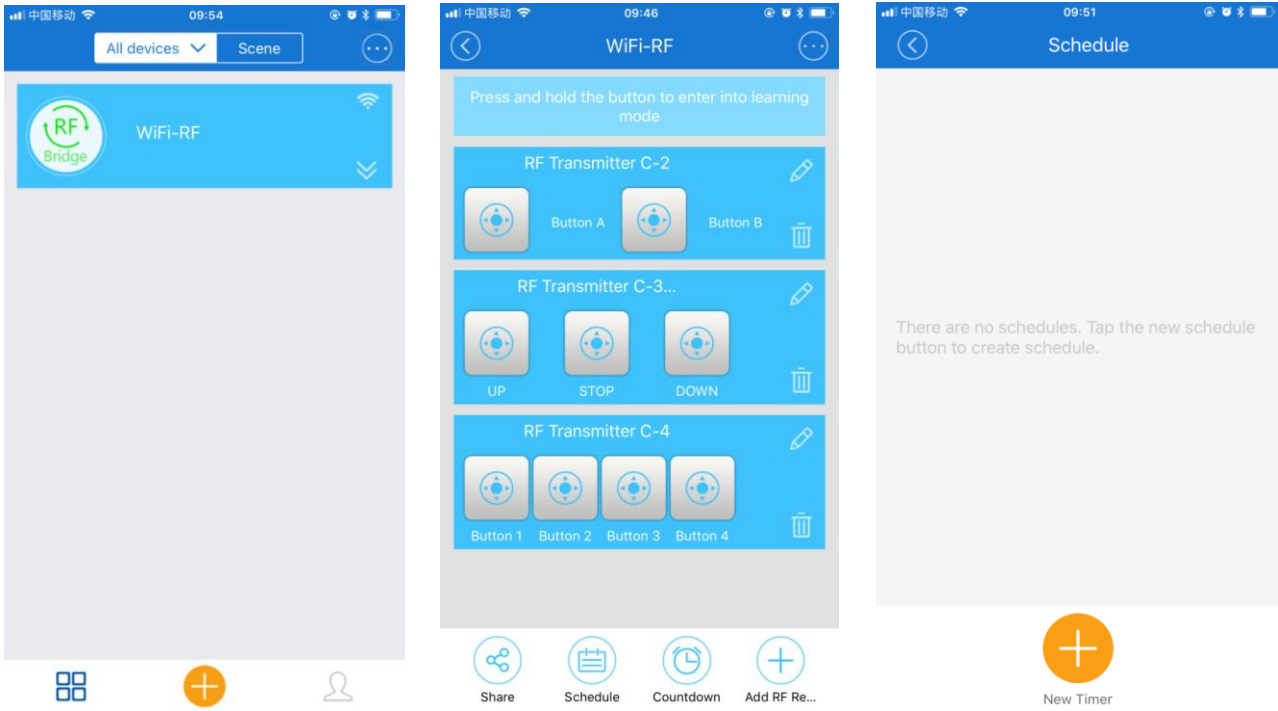 中国移动
09:54
All devices
Scene
RF
Bridge
WiFi-RF
中国移动
09:46
WiFi-RF
Press and hold the button to enter into learning
mode
RF Transmitter C-2
Button A
Button B
RF Transmitter C-3...
UP
STOP
DOWN
RF Transmitter C-4
Button 1
Button 2
Button 3
Button 4
Share
Schedule
Countdown
Add RF Re...
中国移动
09:51
Schedule
There are no schedules. Tap the new schedule
button to create schedule.
New Timer